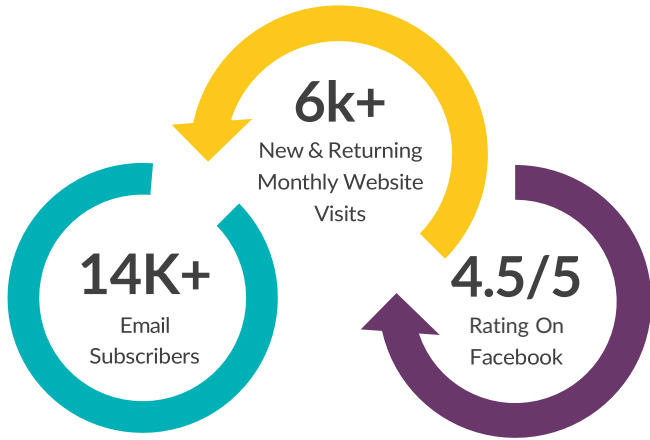 6k+
New & Returning
Monthly Website
Visits
14K+
Email
Subscribers
4.5/5
Rating On
Facebook